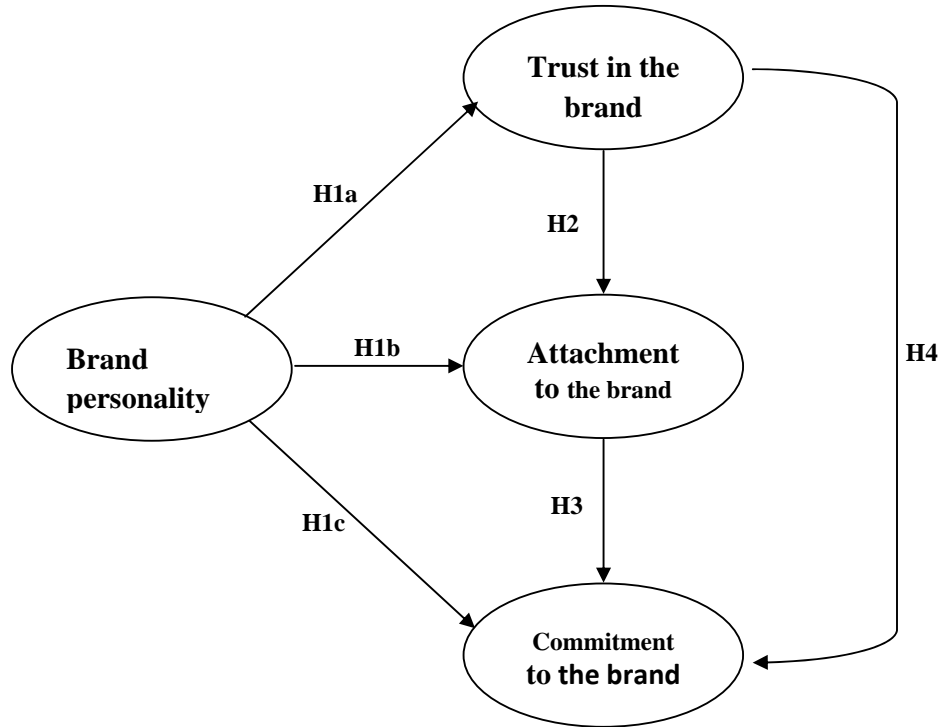 Trust in the
brand
H1a
H2
Brand
personality
H1b
Attachment
to the brand
H4
H1c
H3
Commitment
to the brand